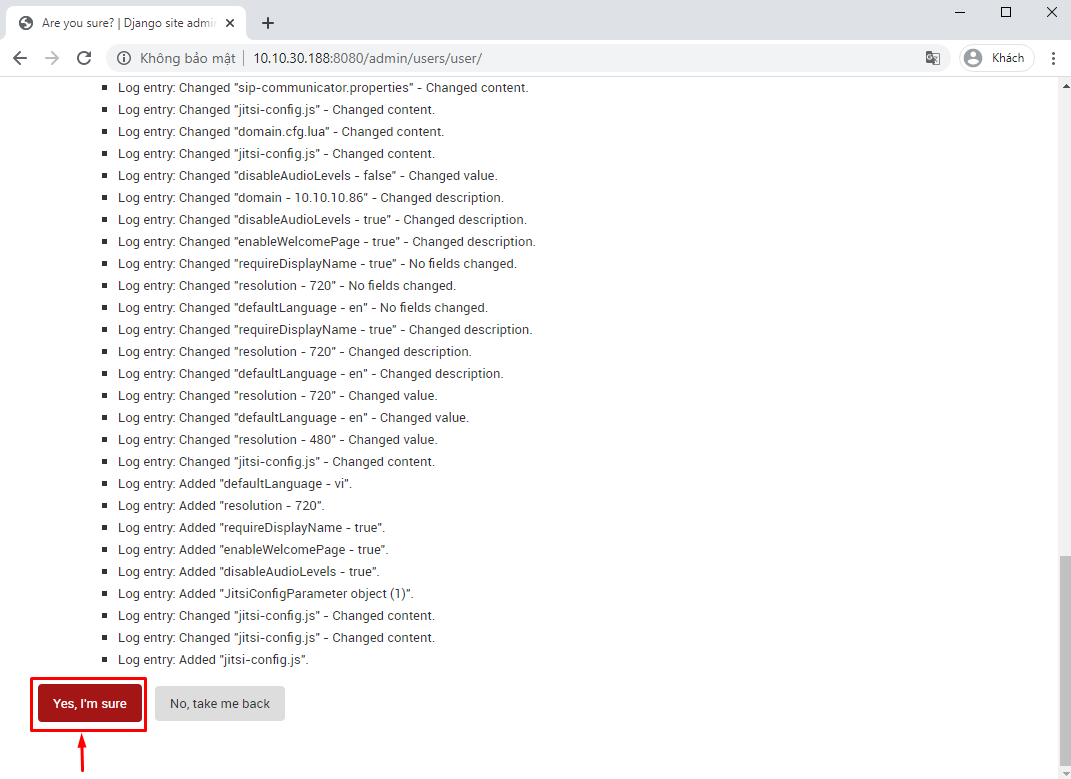 Are you sure? | Django site admi
Không bảo mật
10.10.30.188:8080/admin/users/user/
Khách
Log entry: Changed "sip-communicator.properties" - Changed content.
Log entry: Changed "jitsi-config.js" - Changed content.
Log entry: Changed "domain.cfg.lua" - Changed content.
Log entry: Changed "jitsi-config.js" - Changed content.
Log entry: Changed "disableAudioLevels - false" - Changed value.
Log entry: Changed "domain - 10.10.10.86" - Changed description.
Log entry: Changed "disableAudioLevels - true" - Changed description.
Log entry: Changed "enableWelcomePage - true" - Changed description.
Log entry: Changed "requireDisplayName - true" - No fields changed.
Log entry: Changed "resolution - 720" - No fields changed.
Log entry: Changed "defaultLanguage - en" - No fields changed.
Log entry: Changed "requireDisplayName - true" - Changed description.
Log entry: Changed "resolution - 720" - Changed description.
Log entry: Changed "defaultLanguage - en" - Changed description.
Log entry: Changed "resolution - 720" - Changed value.
Log entry: Changed "defaultLanguage - en" - Changed value.
Log entry: Changed "resolution - 480" - Changed value.
Log entry: Changed "jitsi-config.js" - Changed content.
Log entry: Added "defaultLanguage - vi".
Log entry: Added "resolution - 720".
Log entry: Added "requireDisplayName - true".
Log entry: Added "enableWelcomePage - true".
Log entry: Added "disableAudioLevels - true".
Log entry: Added "JitsiConfigParameter object (1)".
Log entry: Changed "jitsi-config.js" - Changed content.
Log entry: Changed "jitsi-config.js" - Changed content.
Log entry: Added "jitsi-config.js".
Yes, I'm sure
No, take me back